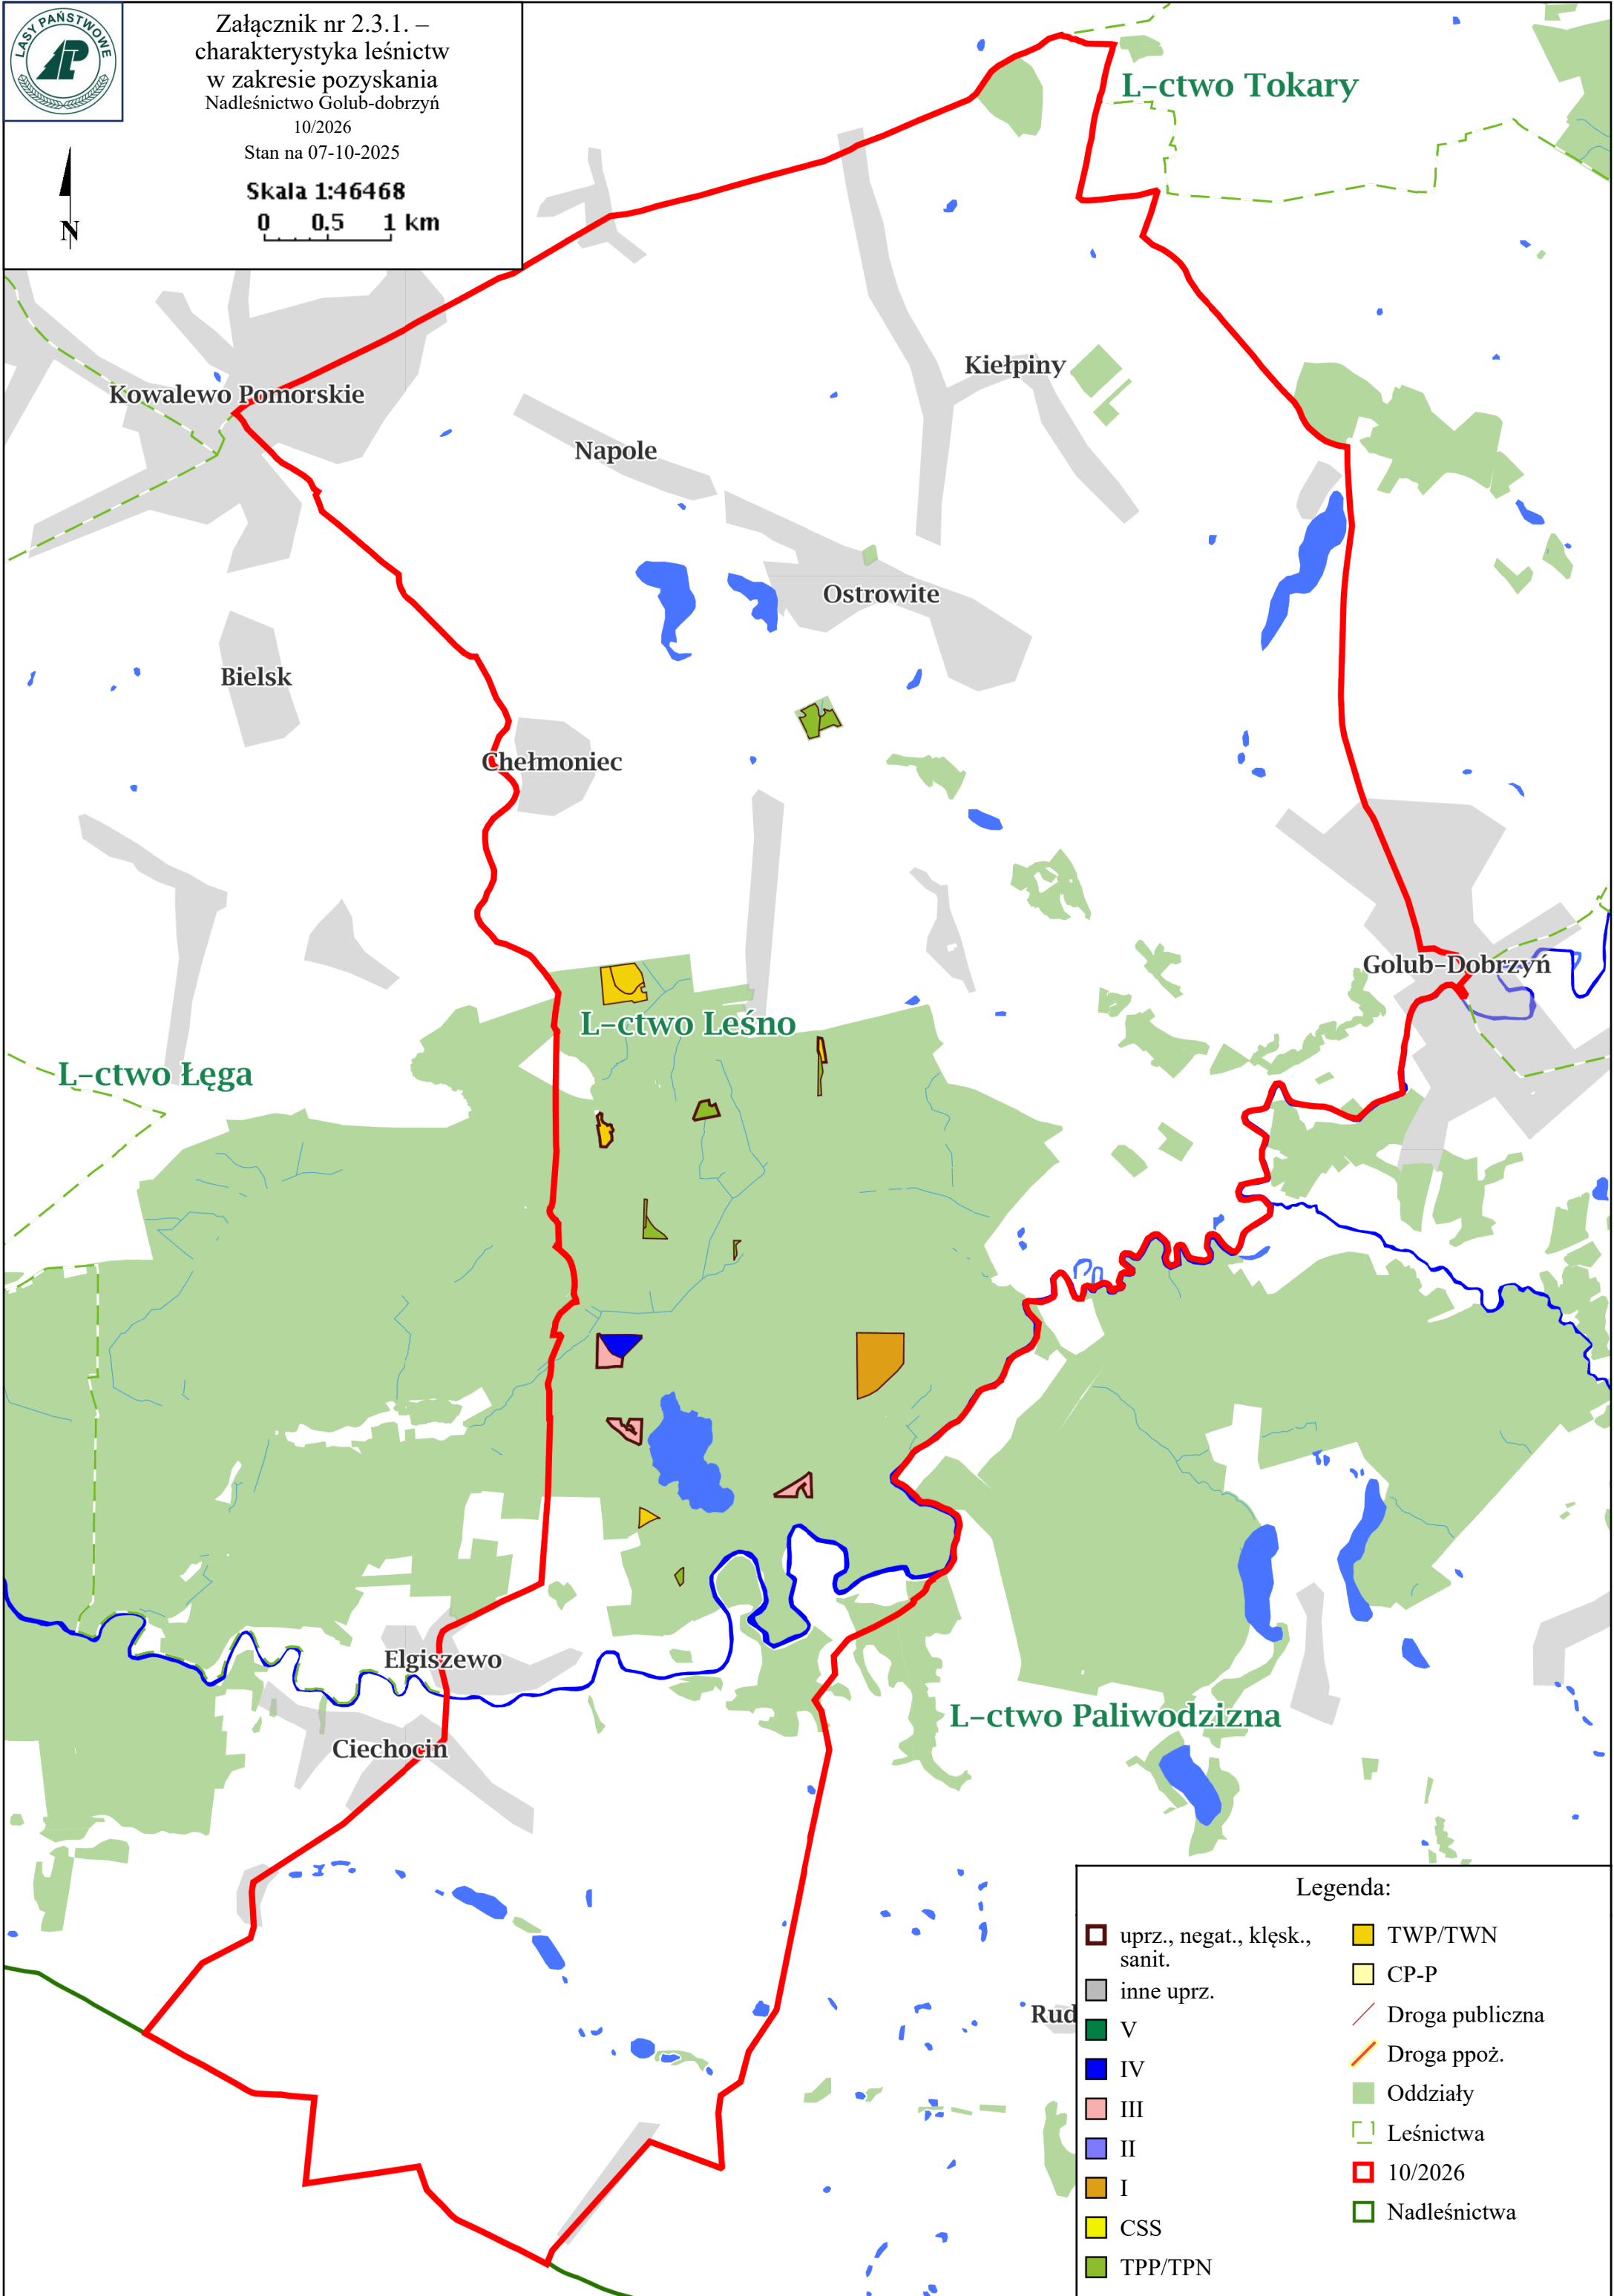 LASY PAŃSTWOWE
LP
Załącznik nr 2.3.1. –
charakterystyka leśnictw
w zakresie pozyskania
Nadleśnictwo Golub-dobrzyń
10/2026
Stan na 07-10-2025
Skala 1:46468
0 0.5 1 km
N
L-ctwo Tokary
Kiełpiny
Kowalewo Pomorskie
Napole
Ostrowite
Bielsk
Chełmoniec
Golub-Dobrzyń
L-ctwo Leśno
L-ctwo Łęga
Elgiszewo
L-ctwo Paliwodzizna
Ciechocin
Rud
Legenda:
uprz., negat., klęsk.,
sanit.
inne uprz.
V
IV
III
II
I
CSS
TPP/TPN
TWP/TWN
CP-P
Droga publiczna
Droga ppoż.
Oddziały
Leśnictwa
10/2026
Nadleśnictwa